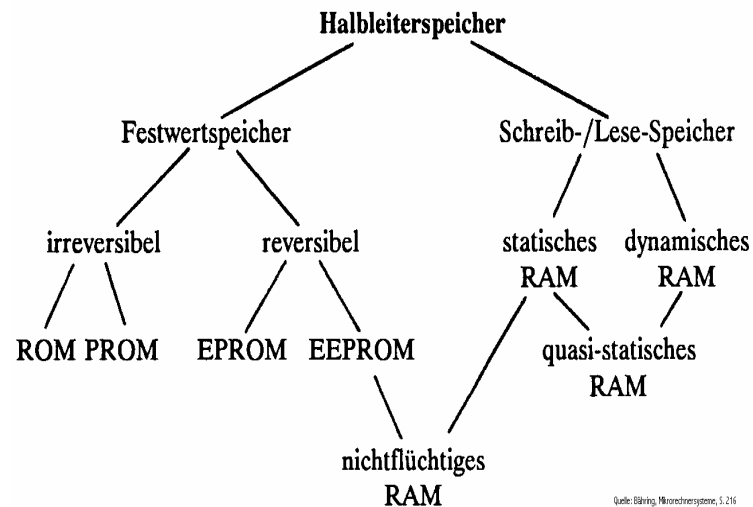 Halbleiterspeicher
Festwertspeicher
Schreib-/Lese-Speicher
irreversibel
reversibel
statisches
RAM
dynamisches
RAM
ROM PROM
EPROM
EEPROM
quasi-statisches
RAM
nichtflüchtiges
RAM
Quelle: Bähring, Mikrorechnersysteme, S. 216